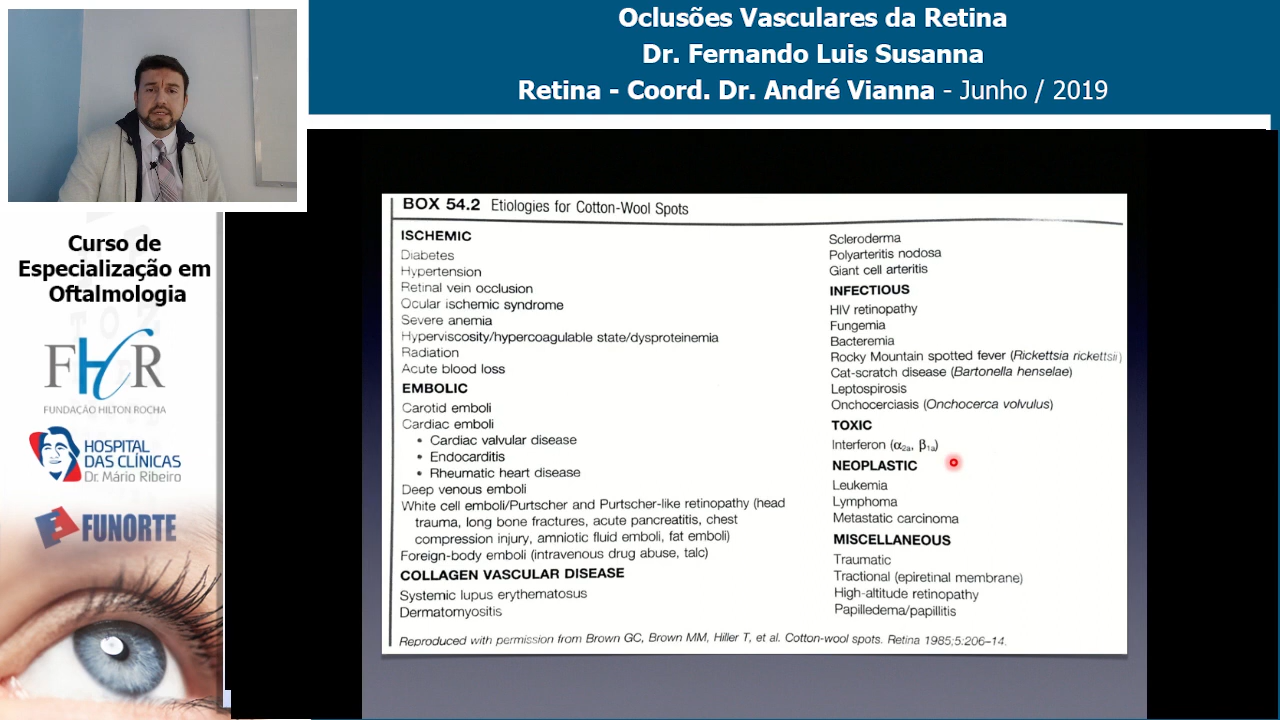 Oclusões Vasculares da Retina
Dr. Fernando Luis Susanna
Retina - Coord. Dr. André Vianna - Junho / 2019
Curso de
Especialização em
Oftalmologia
FHR
FUNDAÇÃO HILTON ROCHA
HOSPITAL
DAS CLÍNICAS
Dr. Mário Ribeiro
FUNORTE
BOX 54.2 Etiologies for Cotton-Wool Spots
ISCHEMIC
Diabetes
Hypertension
Retinal vein occlusion
Ocular ischemic syndrome
Severe anemia
Hyperviscosity/hypercoagulable state/dysproteinemia
Radiation
Acute blood loss
EMBOLIC
Carotid emboli
Cardiac emboli
• Cardiac valvular disease
• Endocarditis
• Rheumatic heart disease
Deep venous emboli
White cell emboli/Purtscher and Purtscher-like retinopathy (head
trauma, long bone fractures, acute pancreatitis, chest
compression injury, amniotic fluid emboli, fat emboli)
Foreign-body emboli (intravenous drug abuse, talc)
COLLAGEN VASCULAR DISEASE
Systemic lupus erythematosus
Dermatomyositis
Scleroderma
Polyarteritis nodosa
Giant cell arteritis
INFECTIOUS
HIV retinopathy
Fungemia
Bacteremia
Rocky Mountain spotted fever (Rickettsia rickettsii)
Cat-scratch disease (Bartonella henselae)
Leptospirosis
Onchocerciasis (Onchocerca volvulus)
TOXIC
Interferon (α2a, β1a)
NEOPLASTIC
Leukemia
Lymphoma
Metastatic carcinoma
MISCELLANEOUS
Traumatic
Tractional (epiretinal membrane)
High-altitude retinopathy
Papilledema/papillitis
Reproduced with permission from Brown GC, Brown MM, Hiller T, et al. Cotton-wool spots. Retina 1985;5:206–14.